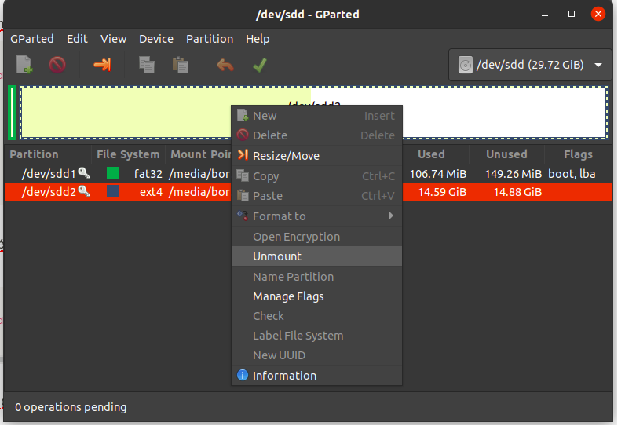 /dev/sdd - GParted
GParted Edit View Device Partition Help
/dev/sdd (29.72 GiB)
New Insert
Delete Delete
Resize/Move
Copy Ctrl+C
Paste Ctrl+V
Format to
Open Encryption
Unmount
Name Partition
Manage Flags
Check
Label File System
New UUID
Information
Partition File System Mount Poin Used Unused Flags
/dev/sdd1 fat32 /media/bor 106.74 MiB 149.26 MiB boot, lba
/dev/sdd2 ext4 /media/bor 14.59 GiB 14.88 GiB
0 operations pending